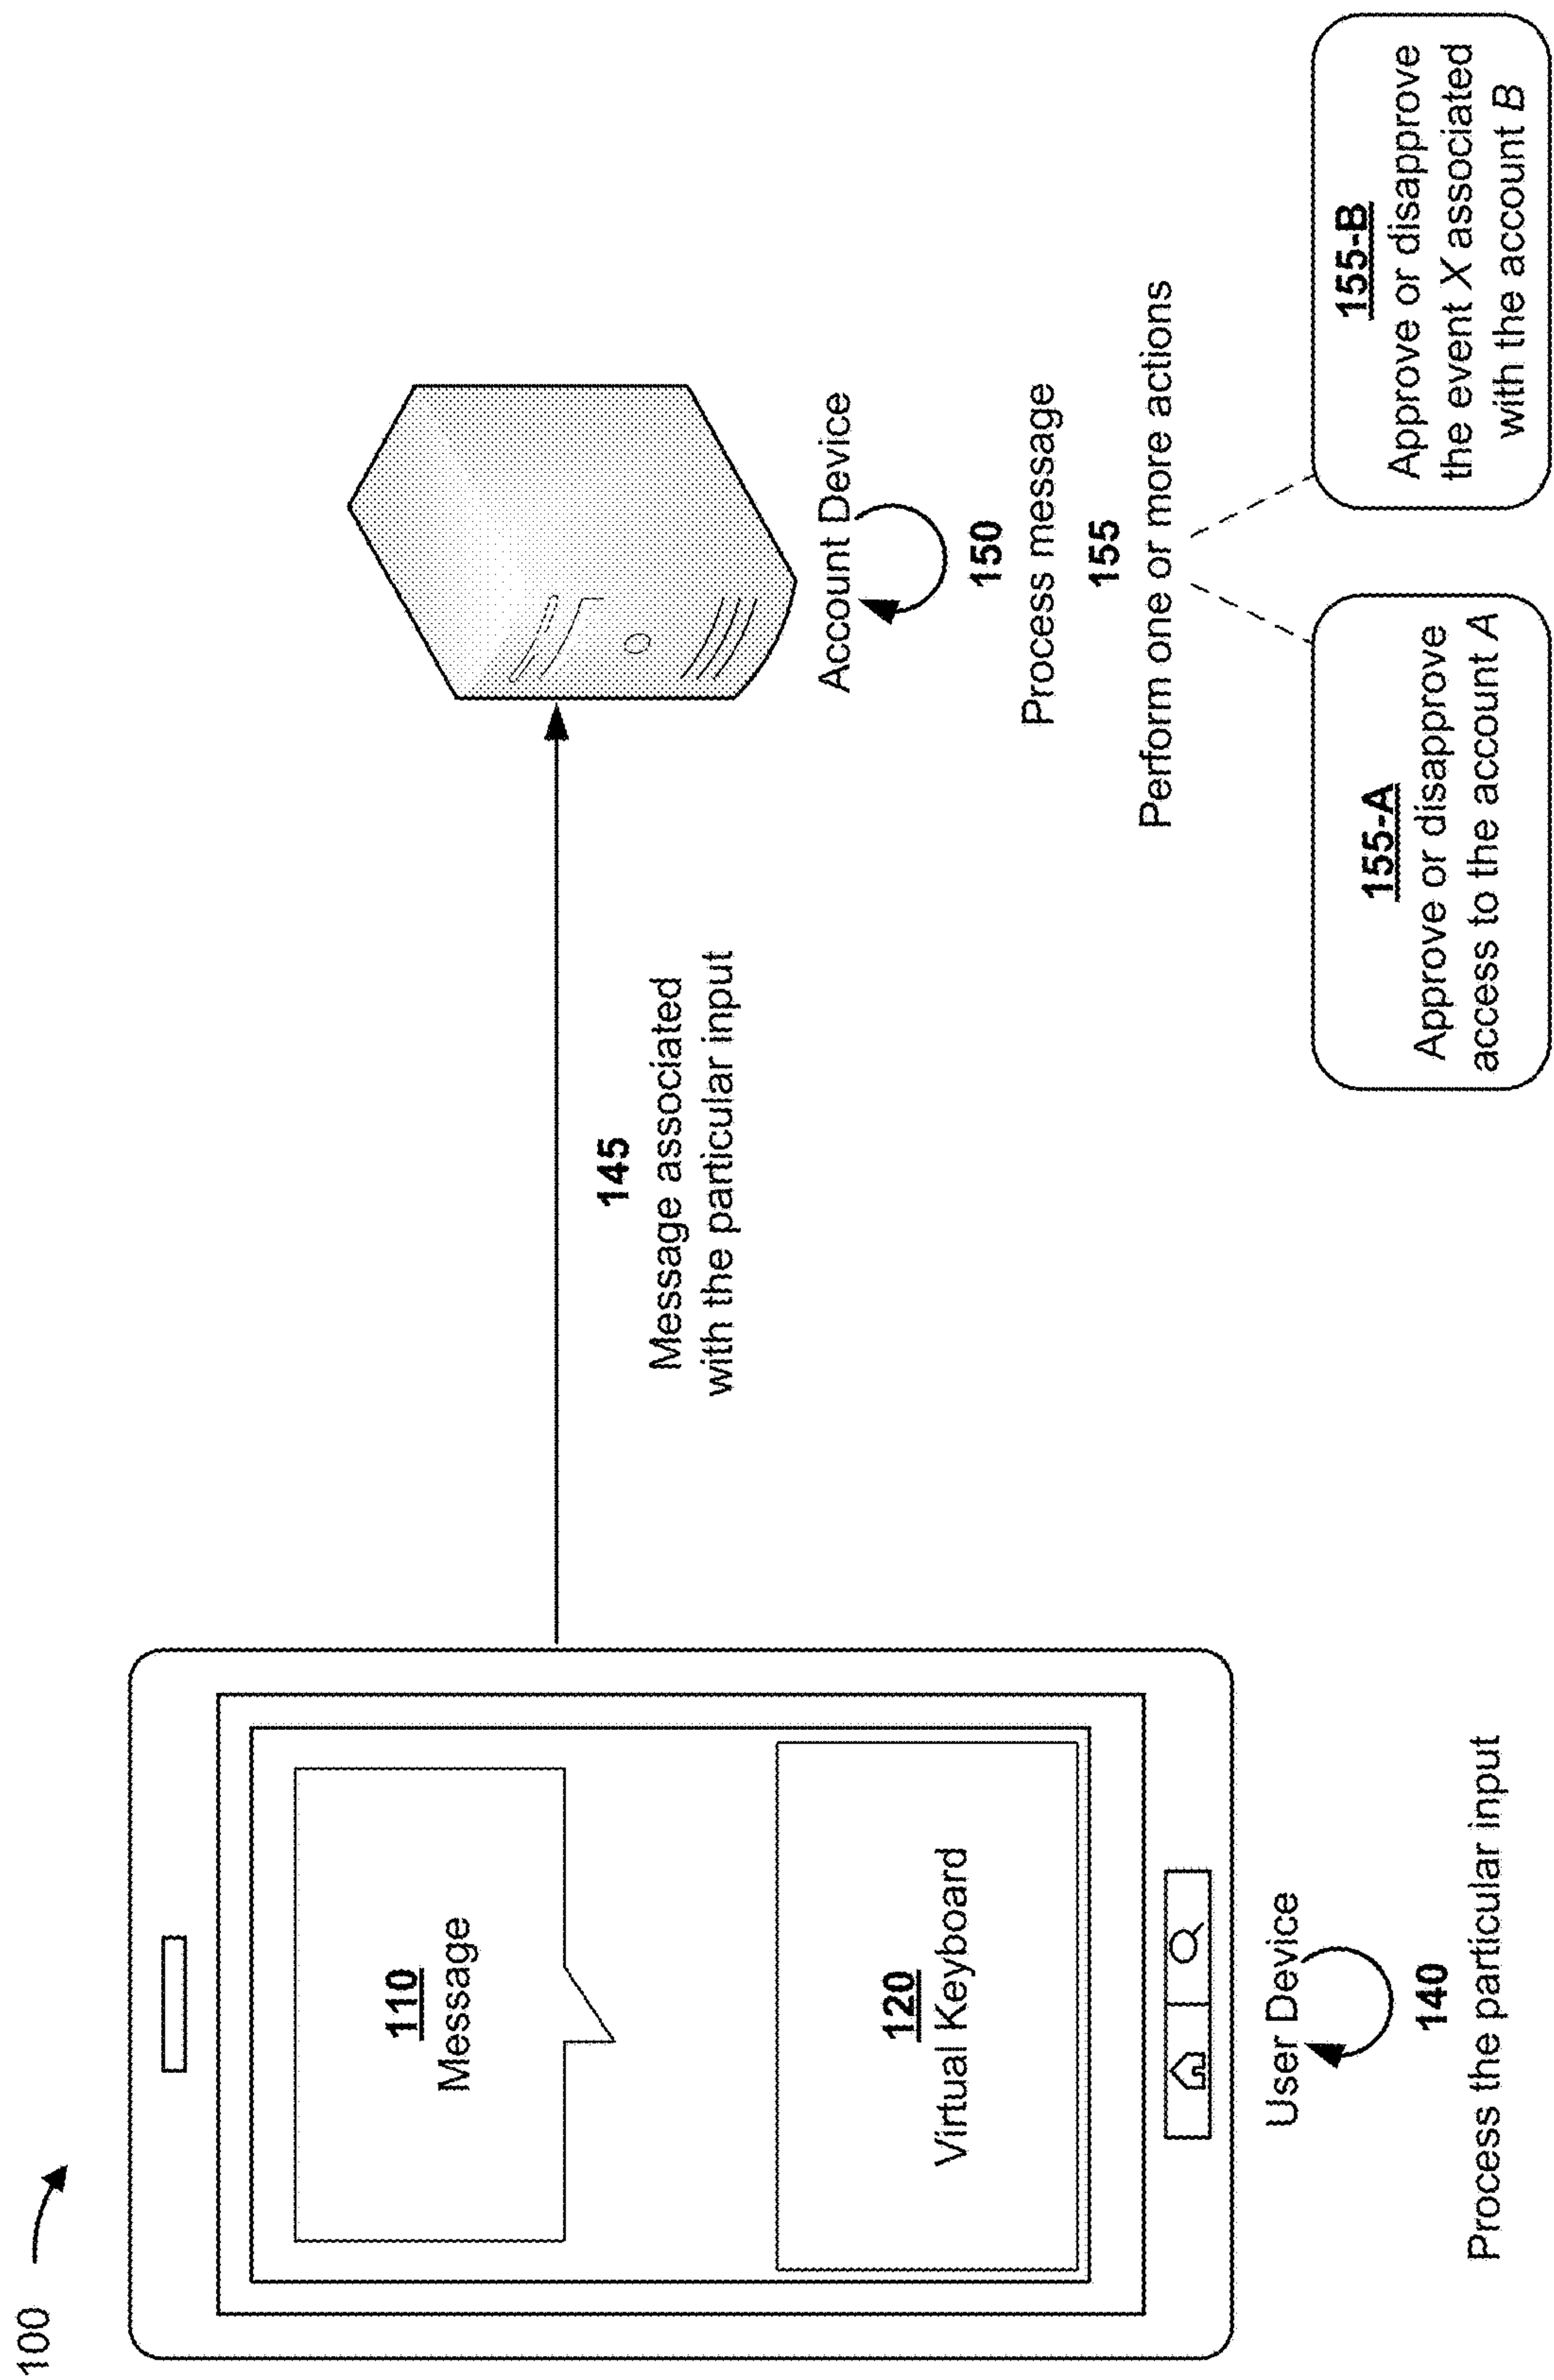 100
110
Message
120
Virtual Keyboard
User Device
140
Process the particular input
145
Message associated
with the particular input
Account Device
150
Process message
155
Perform one or more actions
155-A
Approve or disapprove
access to the account A
155-B
Approve or disapprove
the event X associated
with the account B